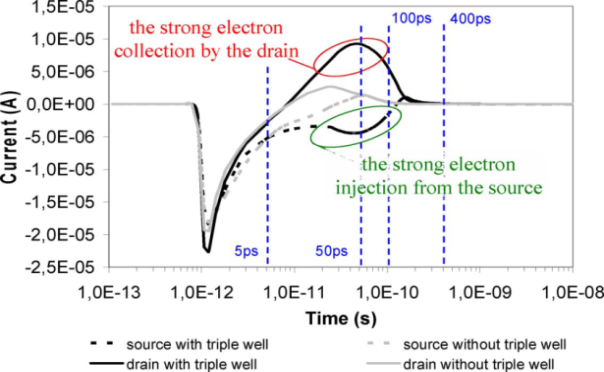 1,5E-05
1,0E-05
5,0E-06
0,0E+00
-5,0E-06
-1,0E-05
-1,5E-05
-2,0E-05
-2,5E-05
Current (A)
the strong electron
collection by the drain
100ps
400ps
the strong electron
injection from the source
5ps
50ps
1,0E-13
1,0E-12
1,0E-11
1,0E-10
1,0E-09
1,0E-08
Time (s)
source with triple well
source without triple well
drain with triple well
drain without triple well